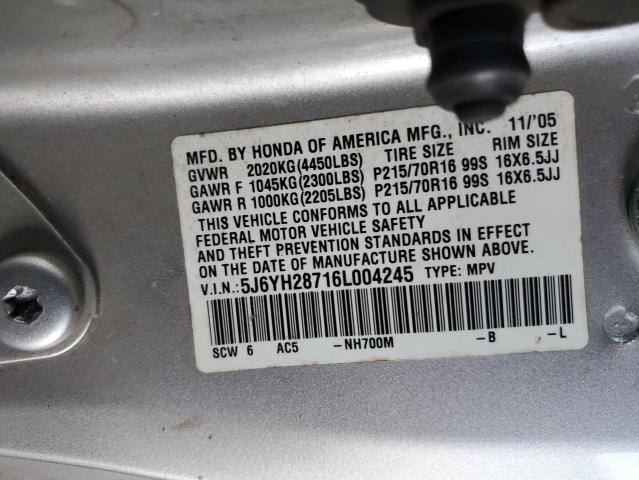 MFD. BY HONDA OF AMERICA MFG., INC. 11/'05
GVWR 2020KG(4450LBS) TIRE SIZE RIM SIZE
GAWR F 1045KG(2300LBS) P215/70R16 99S 16X6.5JJ
GAWR R 1000KG(2205LBS) P215/70R16 99S 16X6.5JJ
THIS VEHICLE CONFORMS TO ALL APPLICABLE
FEDERAL MOTOR VEHICLE SAFETY
AND THEFT PREVENTION STANDARDS IN EFFECT
ON THE DATE OF MANUFACTURE SHOWN ABOVE.
V.I.N.:5J6YH28716L004245 TYPE: MPV
SCW 6 AC5 -NH700M -B -L